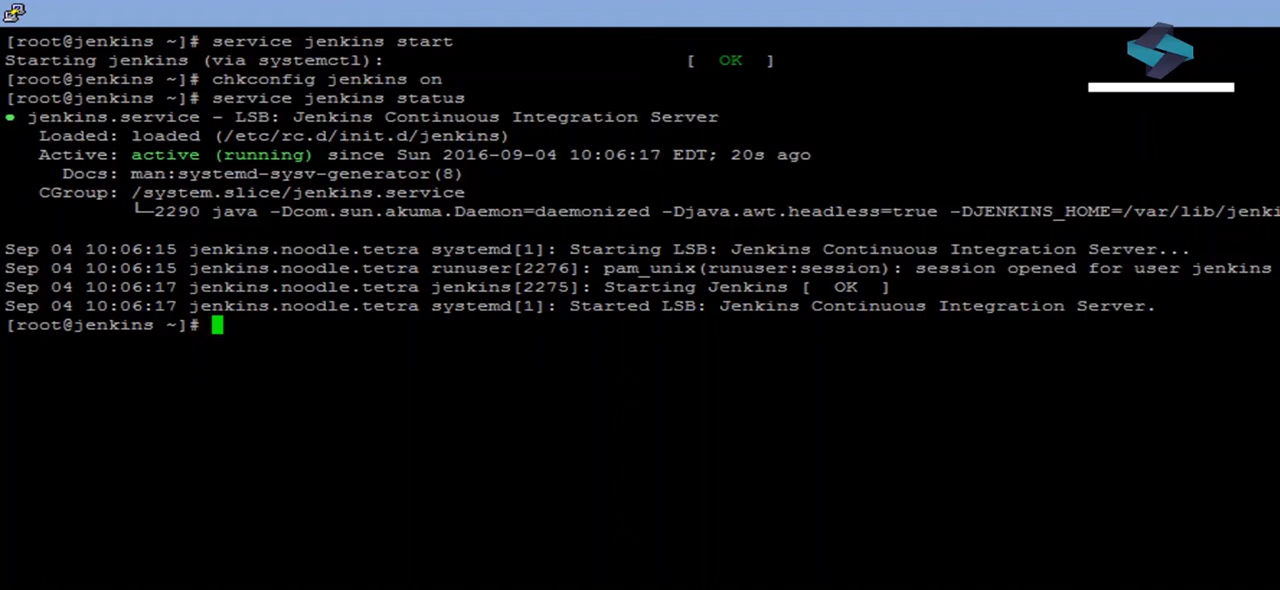 [root@jenkins ~]# service jenkins start
Starting jenkins (via systemctl):                          [  OK  ]
[root@jenkins ~]# chkconfig jenkins on
[root@jenkins ~]# service jenkins status
● jenkins.service - LSB: Jenkins Continuous Integration Server
   Loaded: loaded (/etc/rc.d/init.d/jenkins)
   Active: active (running) since Sun 2016-09-04 10:06:17 EDT; 20s ago
     Docs: man:systemd-sysv-generator(8)
   CGroup: /system.slice/jenkins.service
           └─2290 java -Dcom.sun.akuma.Daemon=daemonized -Djava.awt.headless=true -DJENKINS_HOME=/var/lib/jenki
Sep 04 10:06:15 jenkins.noodle.tetra systemd[1]: Starting LSB: Jenkins Continuous Integration Server...
Sep 04 10:06:15 jenkins.noodle.tetra runuser[2276]: pam_unix(runuser:session): session opened for user jenkins
Sep 04 10:06:17 jenkins.noodle.tetra jenkins[2275]: Starting Jenkins [  OK  ]
Sep 04 10:06:17 jenkins.noodle.tetra systemd[1]: Started LSB: Jenkins Continuous Integration Server.
[root@jenkins ~]#